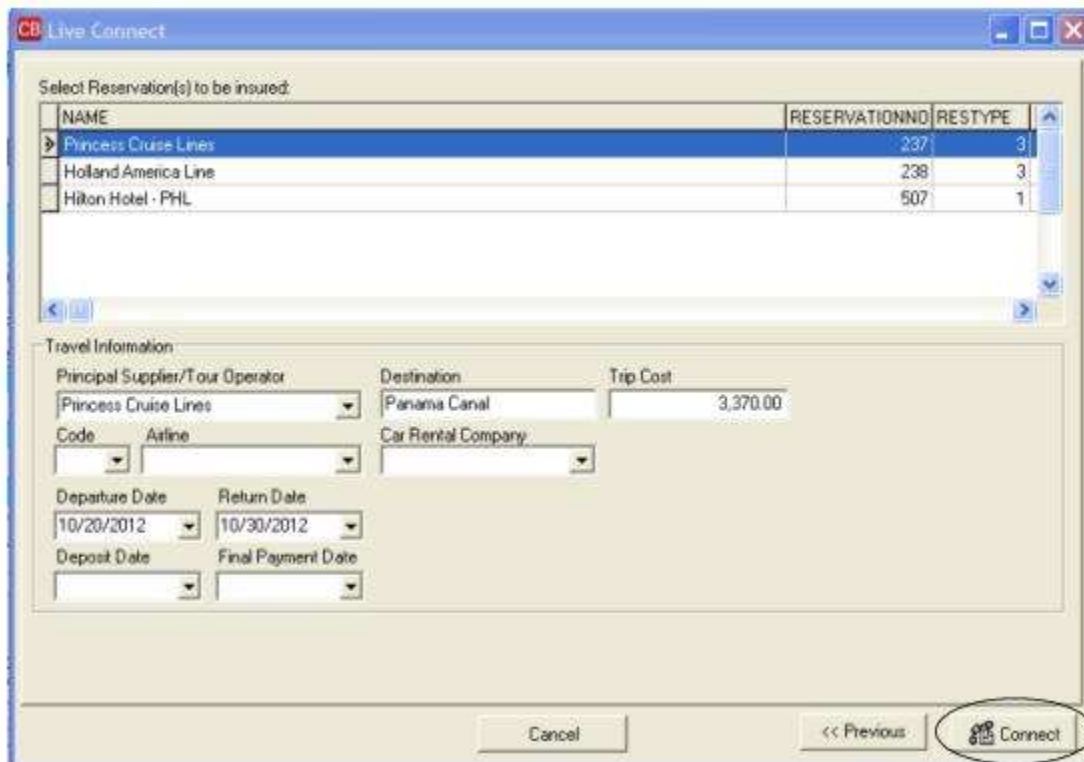 CB Live Connect
Select Reservation(s) to be insured:
NAME RESERVATIONNO RESTYPE
Princess Cruise Lines 237 3
Holland America Line 238 3
Hilton Hotel - PHL 507 1
Travel Information
Principal Supplier/Tour Operator Destination Trip Cost
Princess Cruise Lines Panama Canal 3,370.00
Code Airline Car Rental Company
Departure Date Return Date
10/20/2012 10/30/2012
Deposit Date Final Payment Date
Cancel << Previous Connect